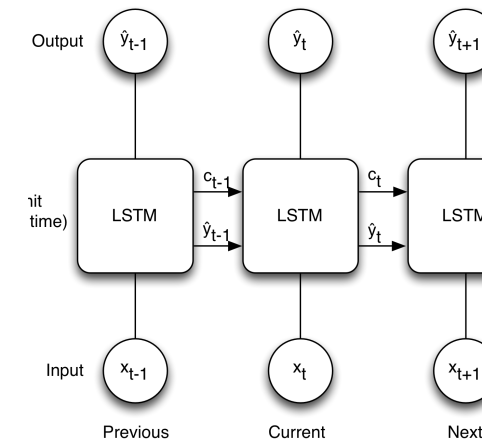 Output
ŷt-1
ŷt
ŷt+1
ct-1
ct
LSTM
LSTM
time)
ŷt-1
ŷt
Input
xt-1
xt
xt+1
Previous
Current
Next